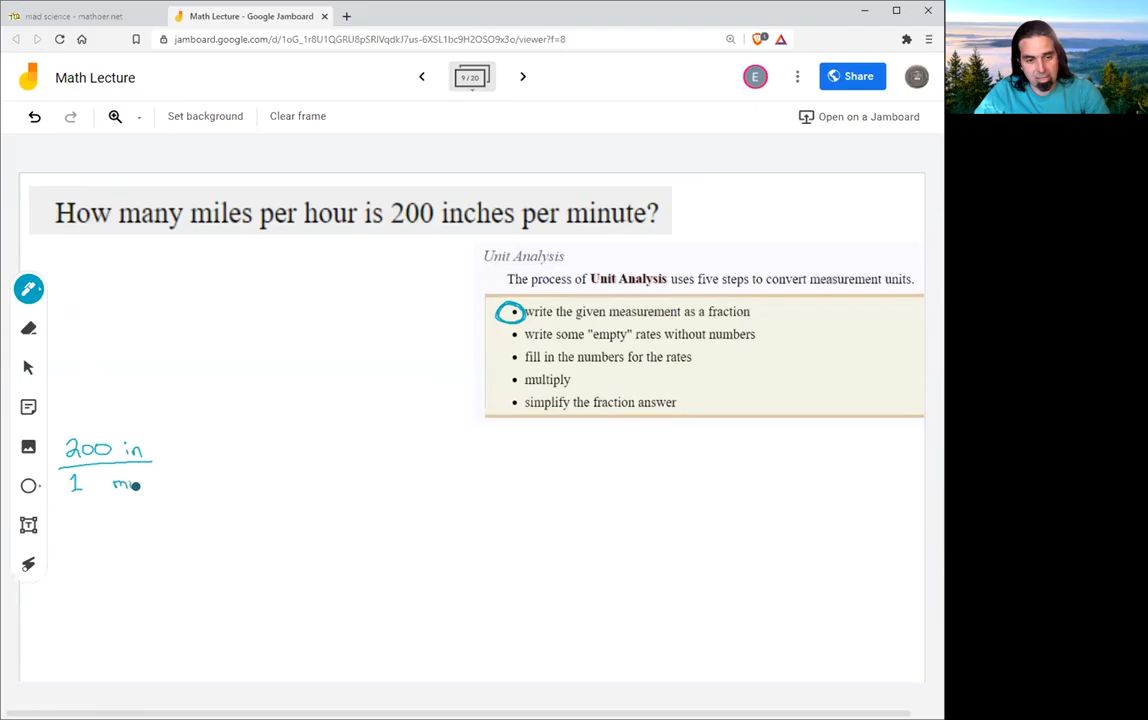 mad science - mathoer.net
Math Lecture - Google Jamboard
jamboard.google.com/d/1oG_1r8U1QGRU8pSRIVqdkJ7us-6XSL1bc9H2OSO9x3o/viewer?f=8
Math Lecture
9 / 20
E
Share
Set background
Clear frame
Open on a Jamboard
How many miles per hour is 200 inches per minute?
Unit Analysis
The process of Unit Analysis uses five steps to convert measurement units.
• write the given measurement as a fraction
• write some "empty" rates without numbers
• fill in the numbers for the rates
• multiply
• simplify the fraction answer
200 in
1 m